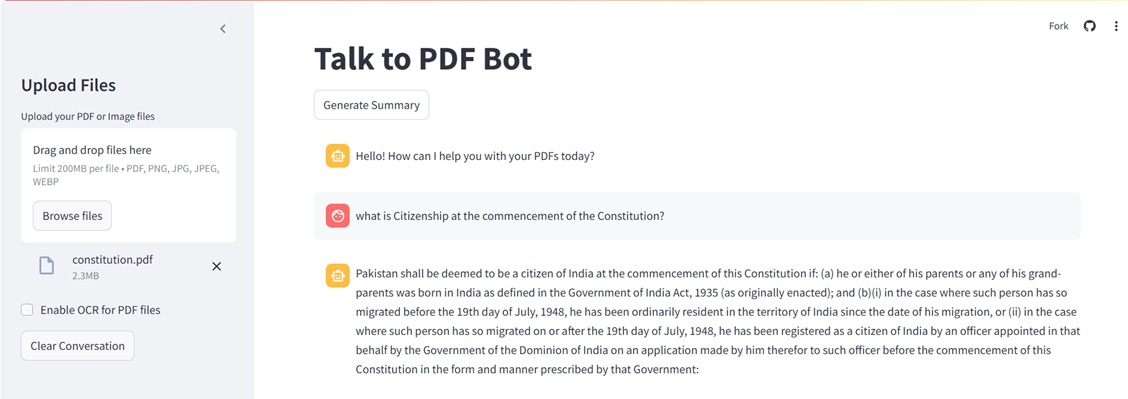 Fork
Upload Files
Upload your PDF or Image files
Drag and drop files here
Limit 200MB per file • PDF, PNG, JPG, JPEG,
WEBP
Browse files
constitution.pdf
2.3MB
Enable OCR for PDF files
Clear Conversation
Talk to PDF Bot
Generate Summary
Hello! How can I help you with your PDFs today?
what is Citizenship at the commencement of the Constitution?
Pakistan shall be deemed to be a citizen of India at the commencement of this Constitution if: (a) he or either of his parents or any of his grand-
parents was born in India as defined in the Government of India Act, 1935 (as originally enacted); and (b)(i) in the case where such person has so
migrated before the 19th day of July, 1948, he has been ordinarily resident in the territory of India since the date of his migration, or (ii) in the case
where such person has so migrated on or after the 19th day of July, 1948, he has been registered as a citizen of India by an officer appointed in that
behalf by the Government of the Dominion of India on an application made by him therefor to such officer before the commencement of this
Constitution in the form and manner prescribed by that Government: